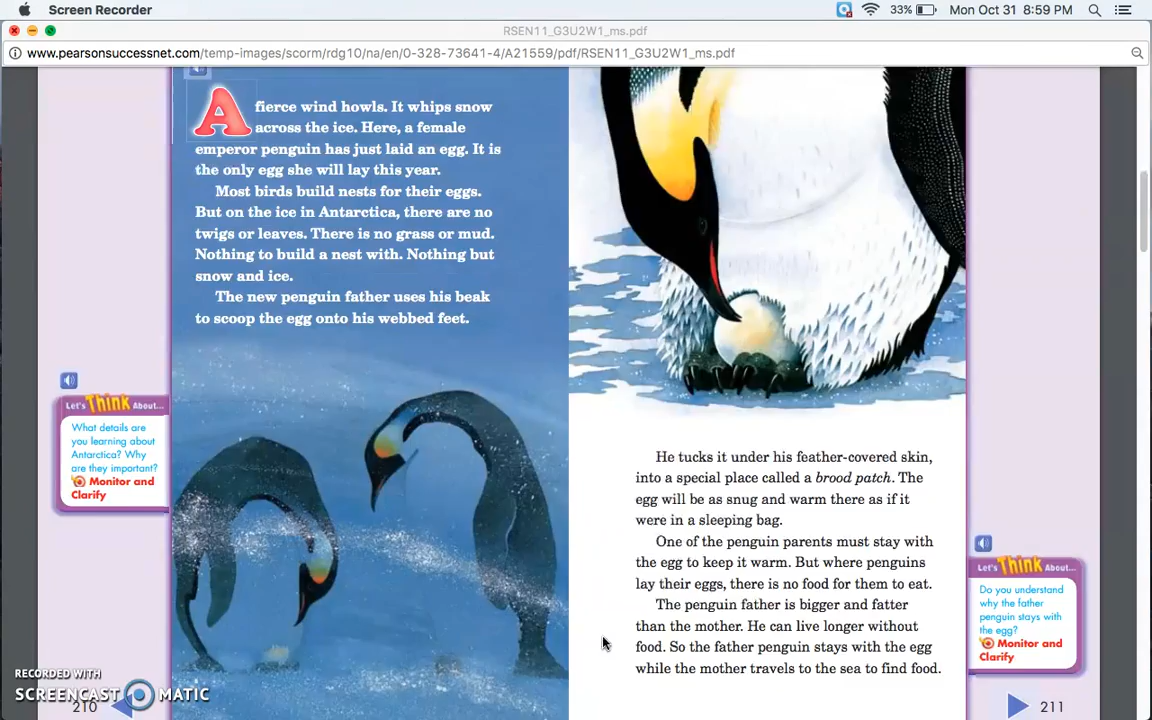 Screen Recorder
33%
Mon Oct 31 8:59 PM
RSEN11_G3U2W1_ms.pdf
www.pearsonsuccessnet.com/temp-images/scorm/rdg10/na/en/0-328-73641-4/A21559/pdf/RSEN11_G3U2W1_ms.pdf
A fierce wind howls. It whips snow
across the ice. Here, a female
emperor penguin has just laid an egg. It is
the only egg she will lay this year.
Most birds build nests for their eggs.
But on the ice in Antarctica, there are no
twigs or leaves. There is no grass or mud.
Nothing to build a nest with. Nothing but
snow and ice.
The new penguin father uses his beak
to scoop the egg onto his webbed feet.
Let's Think About...
What details are
you learning about
Antarctica? Why
are they important?
Monitor and
Clarify
He tucks it under his feather-covered skin,
into a special place called a brood patch. The
egg will be as snug and warm there as if it
were in a sleeping bag.
One of the penguin parents must stay with
the egg to keep it warm. But where penguins
lay their eggs, there is no food for them to eat.
The penguin father is bigger and fatter
than the mother. He can live longer without
food. So the father penguin stays with the egg
while the mother travels to the sea to find food.
Let's Think About...
Do you understand
why the father
penguin stays with
the egg?
Monitor and
Clarify
RECORDED WITH
SCREENCAST MATIC
210
211